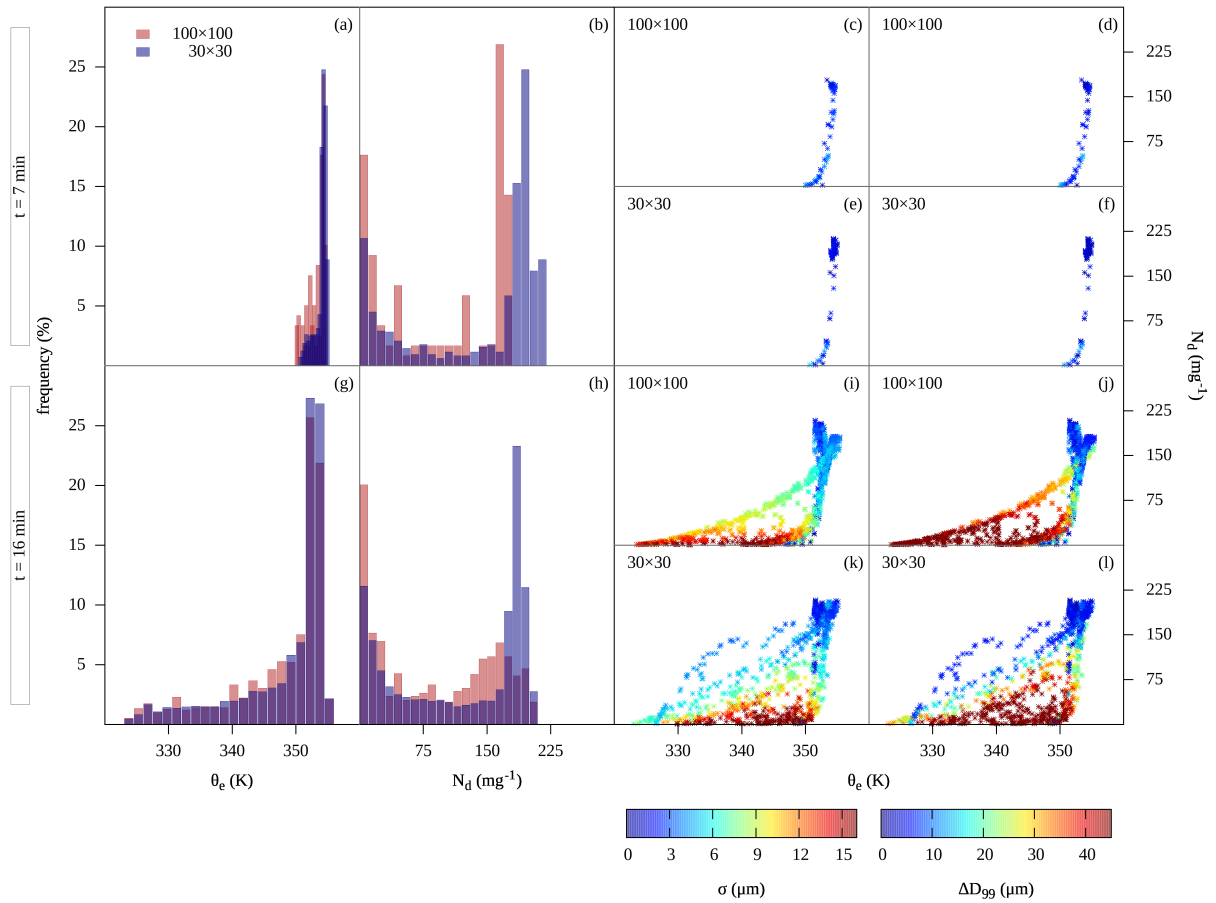 (a)
(b)
(c)
(d)
100×100
30×30
100×100
100×100
25
20
15
10
5
225
150
75
t = 7 min
30×30
(e)
30×30
(f)
225
150
75
frequency (%)
N_d (mg⁻¹)
(g)
(h)
100×100
(i)
100×100
(j)
25
20
15
10
5
225
150
75
t = 16 min
30×30
(k)
30×30
(l)
225
150
75
330 340 350
75 150 225
330 340 350
330 340 350
θ_e (K)
N_d (mg⁻¹)
θ_e (K)
0 3 6 9 12 15
0 10 20 30 40
σ (μm)
ΔD₉₉ (μm)